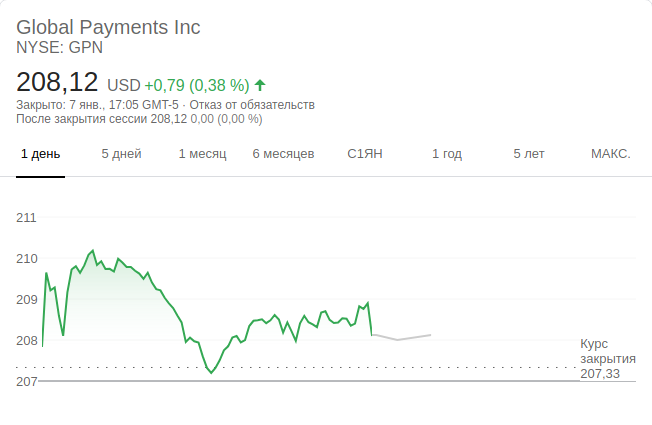 Global Payments Inc
NYSE: GPN
208,12 USD +0,79 (0,38 %)
Закрыто: 7 янв., 17:05 GMT-5 · Отказ от обязательств
После закрытия сессии 208,12 0,00 (0,00 %)
1 день 5 дней 1 месяц 6 месяцев С1ЯН 1 год 5 лет МАКС.
211
210
209
208
207
Курс
закрытия
207,33